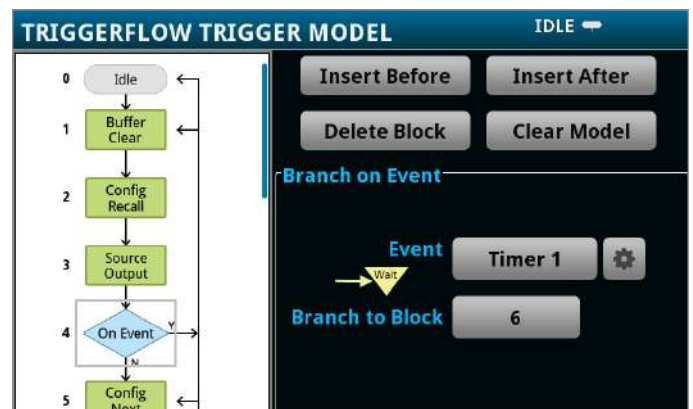 TRIGGERFLOW TRIGGER MODEL
IDLE
0
Idle
1
Buffer
Clear
2
Config
Recall
3
Source
Output
4
On Event
Y
N
5
Config
Next
Insert Before
Insert After
Delete Block
Clear Model
Branch on Event
Event
Timer 1
Wait
Branch to Block
6